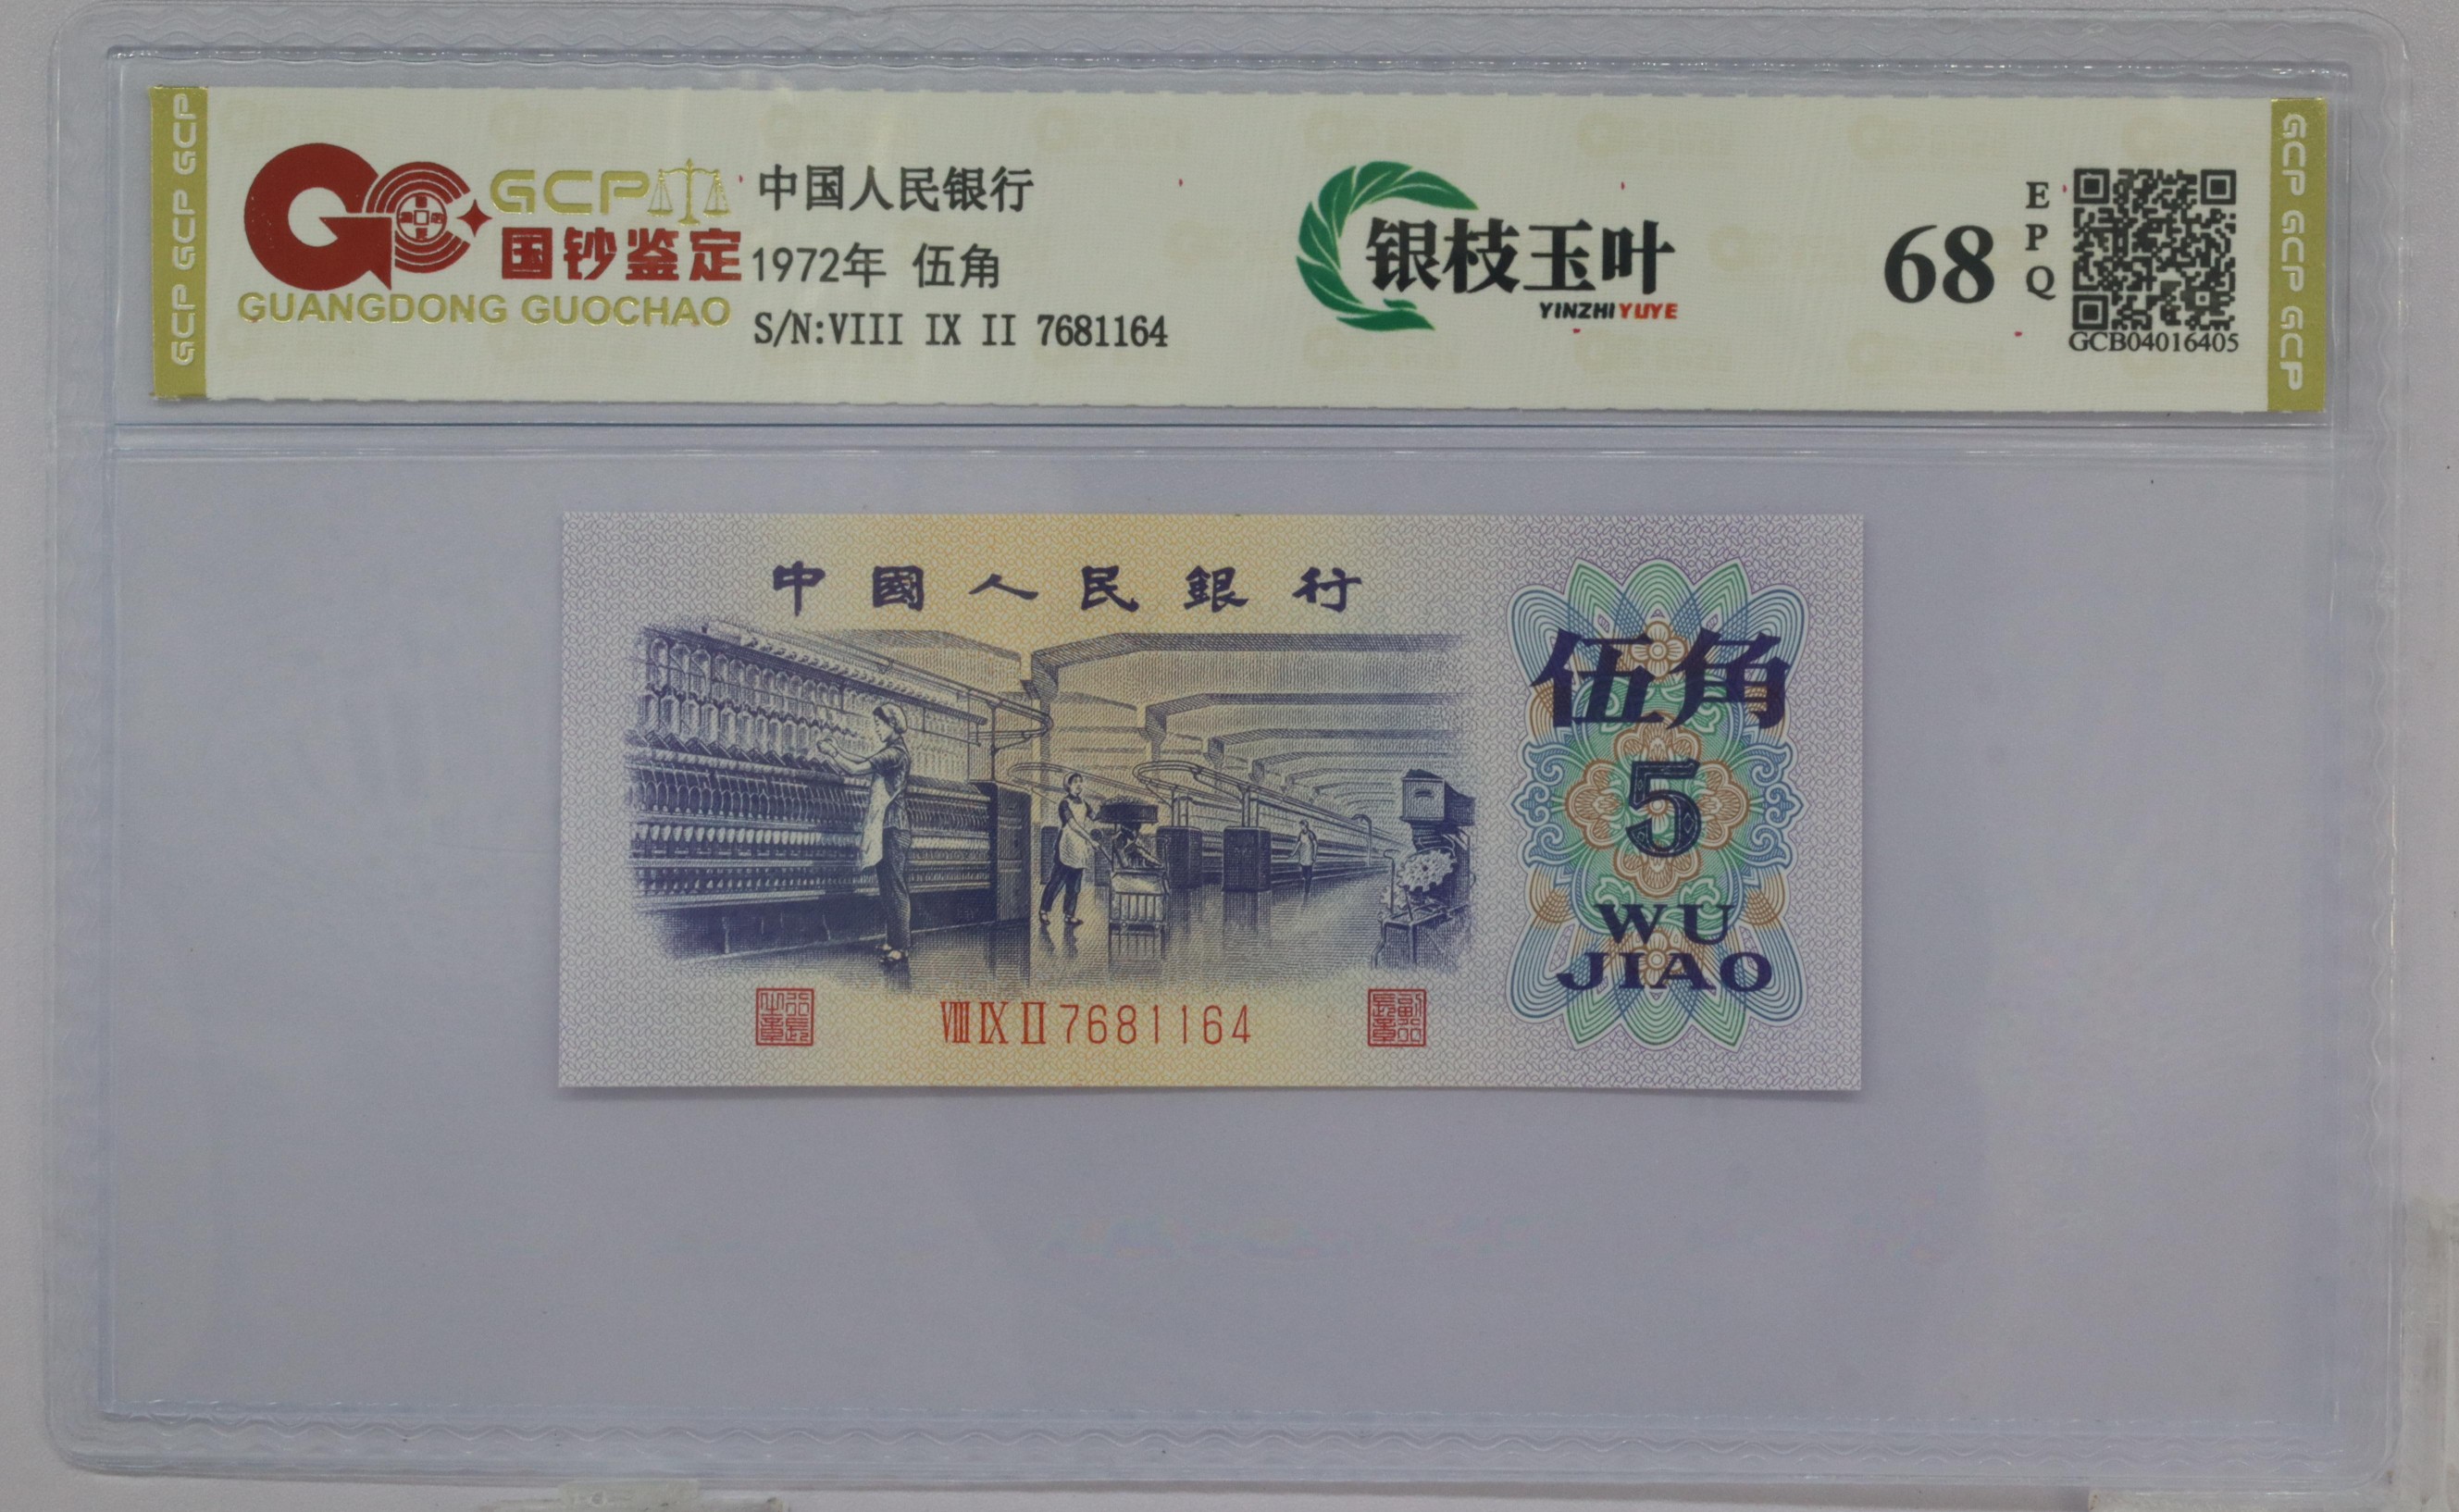 GCP GCP GCP
GCP
国钞鉴定
GUANGDONG GUOCHAO
中国人民银行
1972年 伍角
S/N:VIII IX II 7681164
银枝玉叶
YINZHIYUYE
68
EPQ
GCB04016405
GCP GCP GCP
中國人民銀行
伍角
5
WU
JIAO
VIII IX II 7681164